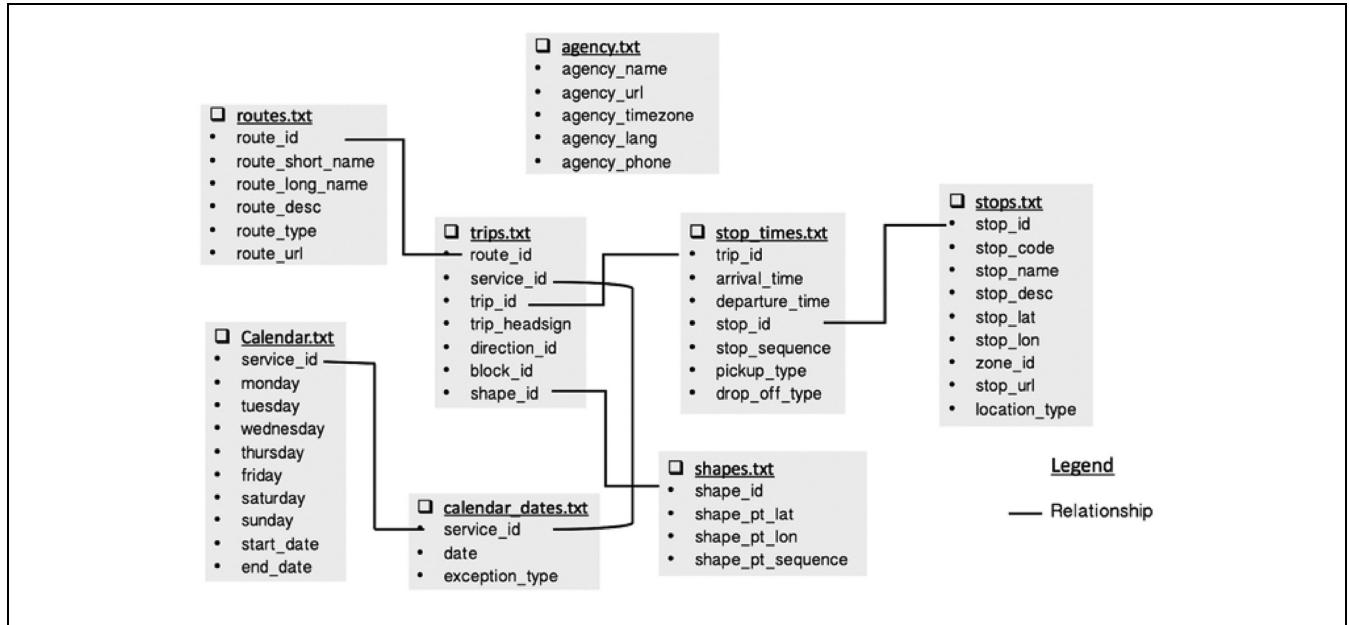 ❑ agency.txt
• agency_name
• agency_url
• agency_timezone
• agency_lang
• agency_phone
❑ routes.txt
• route_id
• route_short_name
• route_long_name
• route_desc
• route_type
• route_url
❑ trips.txt
• route_id
• service_id
• trip_id
• trip_headsign
• direction_id
• block_id
• shape_id
❑ stop_times.txt
• trip_id
• arrival_time
• departure_time
• stop_id
• stop_sequence
• pickup_type
• drop_off_type
❑ stops.txt
• stop_id
• stop_code
• stop_name
• stop_desc
• stop_lat
• stop_lon
• zone_id
• stop_url
• location_type
❑ Calendar.txt
• service_id
• monday
• tuesday
• wednesday
• thursday
• friday
• saturday
• sunday
• start_date
• end_date
❑ calendar_dates.txt
• service_id
• date
• exception_type
❑ shapes.txt
• shape_id
• shape_pt_lat
• shape_pt_lon
• shape_pt_sequence
Legend
Relationship